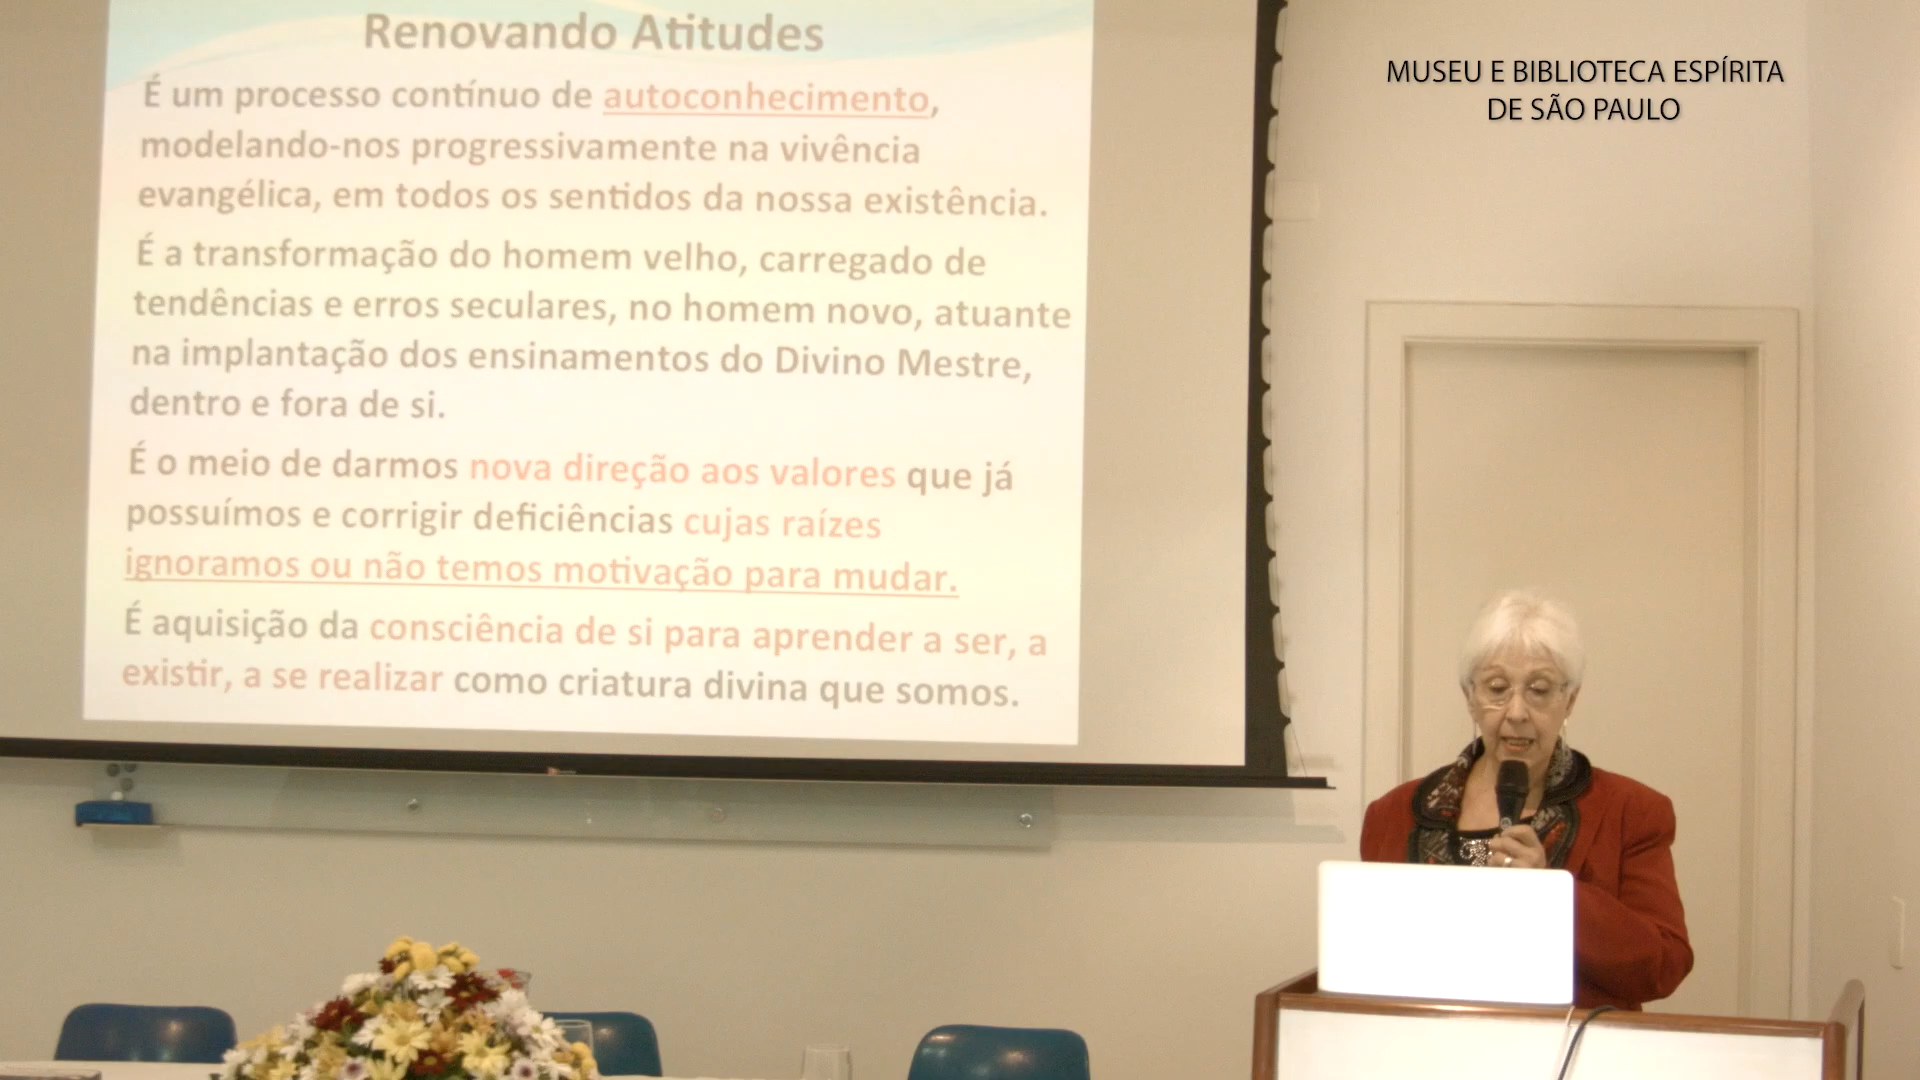 Renovando Atitudes
É um processo contínuo de autoconhecimento,
modelando-nos progressivamente na vivência
evangélica, em todos os sentidos da nossa existência.
É a transformação do homem velho, carregado de
tendências e erros seculares, no homem novo, atuante
na implantação dos ensinamentos do Divino Mestre,
dentro e fora de si.
É o meio de darmos nova direção aos valores que já
possuímos e corrigir deficiências cujas raízes
ignoramos ou não temos motivação para mudar.
É aquisição da consciência de si para aprender a ser, a
existir, a se realizar como criatura divina que somos.
MUSEU E BIBLIOTECA ESPÍRITA
DE SÃO PAULO